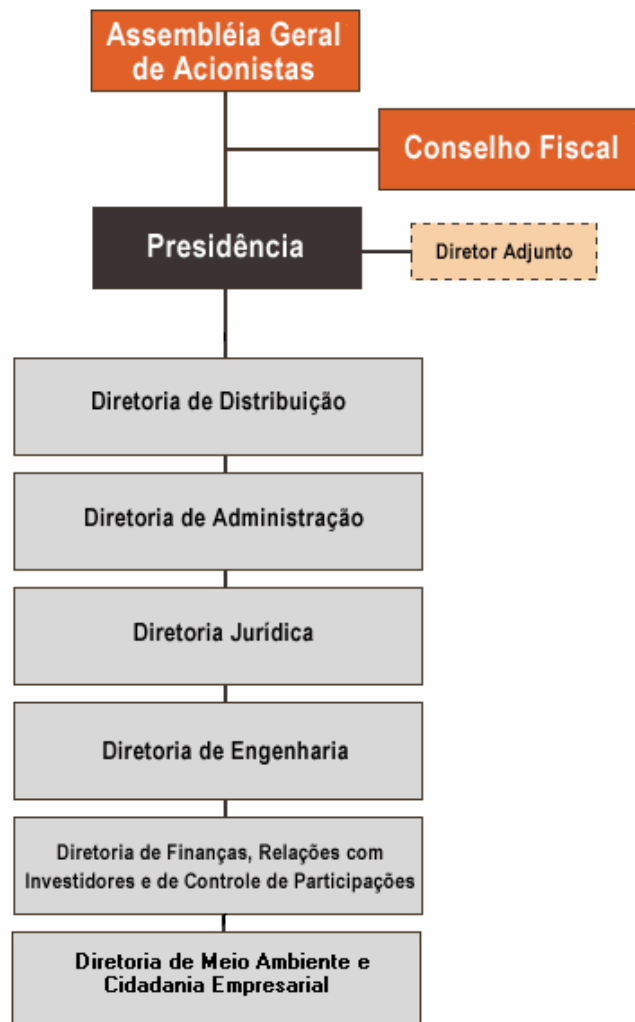 Assembléia Geral
de Acionistas
Conselho Fiscal
Presidência
Diretor Adjunto
Diretoria de Distribuição
Diretoria de Administração
Diretoria Jurídica
Diretoria de Engenharia
Diretoria de Finanças, Relações com
Investidores e de Controle de Participações
Diretoria de Meio Ambiente e
Cidadania Empresarial